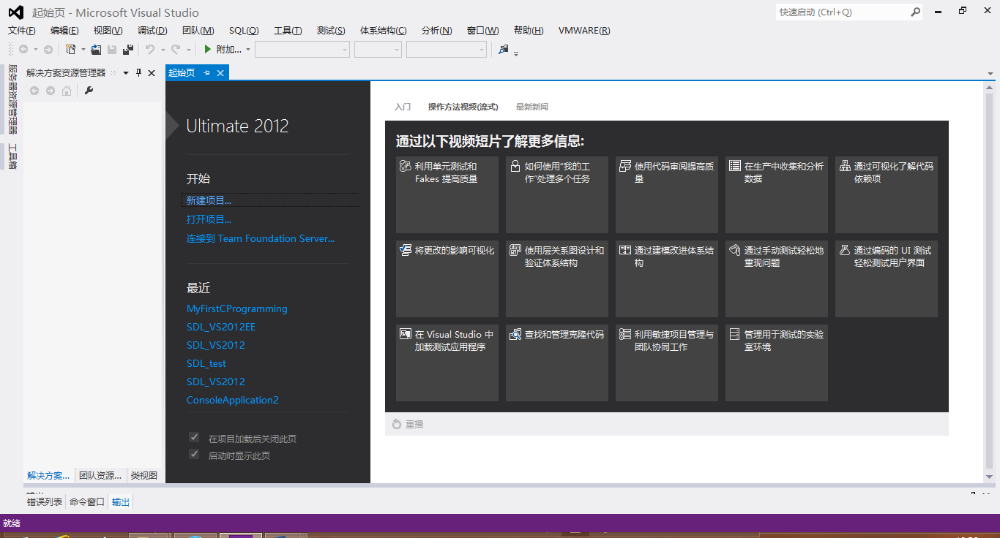 起始页 - Microsoft Visual Studio
快速启动 (Ctrl+Q)
文件(F) 编辑(E) 视图(V) 调试(D) 团队(M) SQL(Q) 工具(T) 测试(S) 体系结构(C) 分析(N) 窗口(W) 帮助(H) VMWARE(R)
附加...
服务器资源管理器
工具箱
解决方案资源管理器
起始页
Ultimate 2012
开始
新建项目...
打开项目...
连接到 Team Foundation Server...
最近
MyFirstCProgramming
SDL_VS2012EE
SDL_VS2012
SDL_test
SDL_VS2012
ConsoleApplication2
在项目加载后关闭此页
启动时显示此页
入门 操作方法视频(流式) 最新新闻
通过以下视频短片了解更多信息:
利用单元测试和
Fakes 提高质量
如何使用"我的工
作"处理多个任务
使用代码审阅提高质
量
在生产中收集和分析
数据
通过可视化了解代码
依赖项
将更改的影响可视化
使用层关系图设计和
验证体系结构
通过建模改进体系结
构
通过手动测试轻松地
重现问题
通过编码的 UI 测试
轻松测试用户界面
在 Visual Studio 中
加载测试应用程序
查找和管理克隆代码
利用敏捷项目管理与
团队协同工作
管理用于测试的实验
室环境
重播
解决方案... 团队资源... 类视图
错误列表 命令窗口 输出
就绪